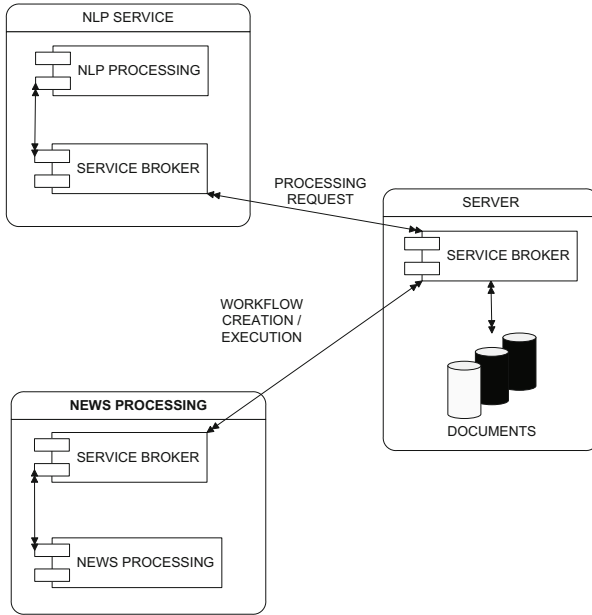 NLP SERVICE
NLP PROCESSING
SERVICE BROKER
PROCESSING
REQUEST
SERVER
SERVICE BROKER
WORKFLOW
CREATION /
EXECUTION
DOCUMENTS
NEWS PROCESSING
SERVICE BROKER
NEWS PROCESSING